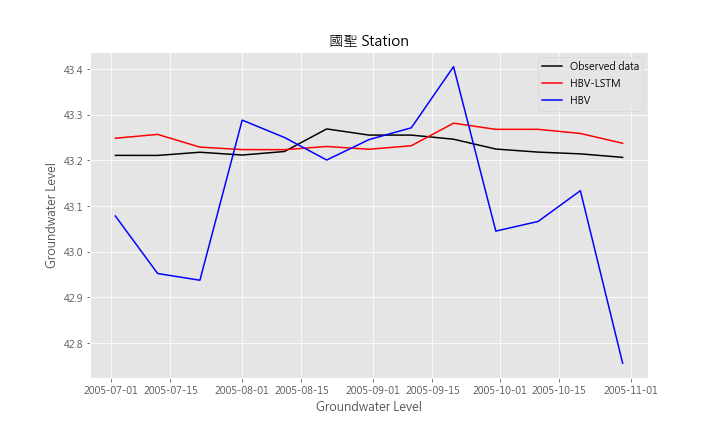 國聖 Station
Observed data
HBV-LSTM
HBV
Groundwater Level
43.4
43.3
43.2
43.1
43.0
42.9
42.8
2005-07-01
2005-07-15
2005-08-01
2005-08-15
2005-09-01
2005-09-15
2005-10-01
2005-10-15
2005-11-01
Groundwater Level